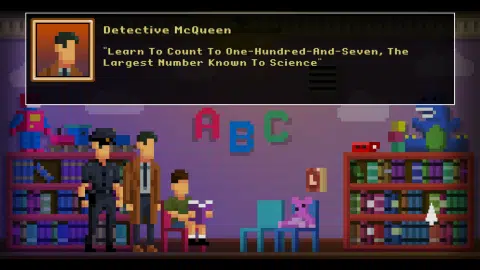 Detective McQueen
"Learn To Count To One-Hundred-And-Seven, The
Largest Number Known To Science"
A B C